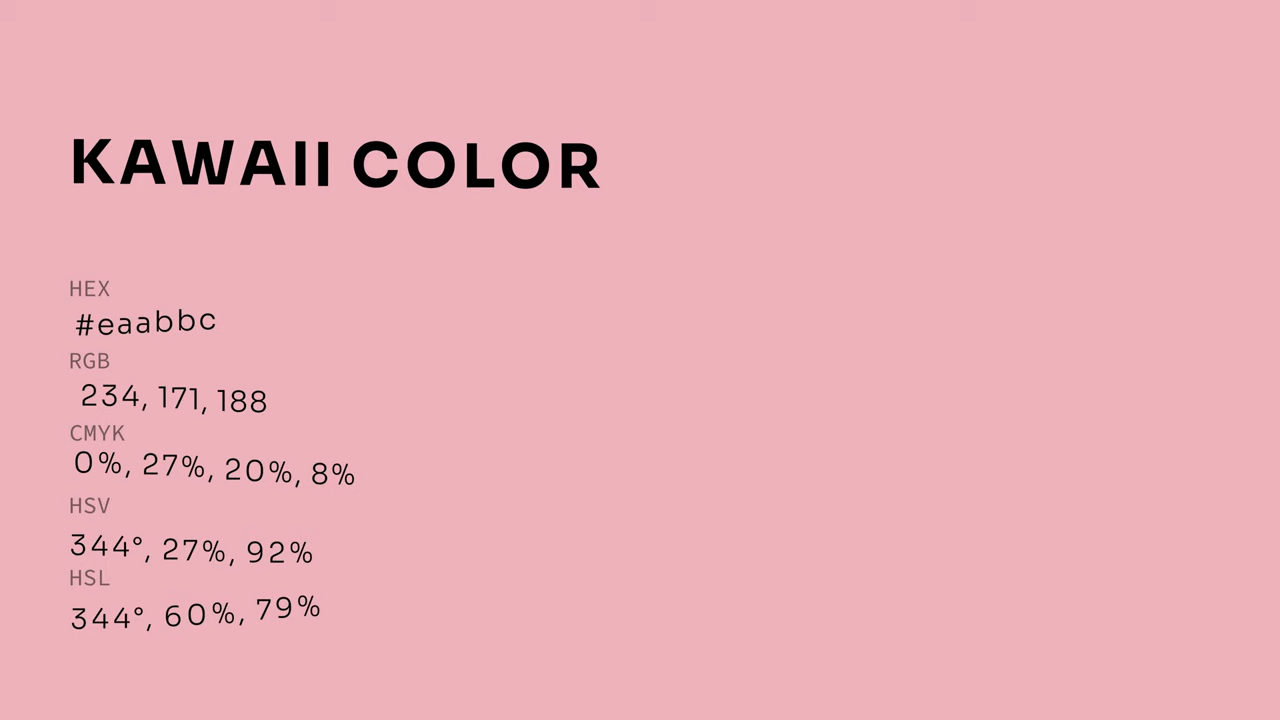 KAWAII COLOR
HEX
#eaabbc
RGB
234, 171, 188
CMYK
0%, 27%, 20%, 8%
HSV
344°, 27%, 92%
HSL
344°, 60%, 79%